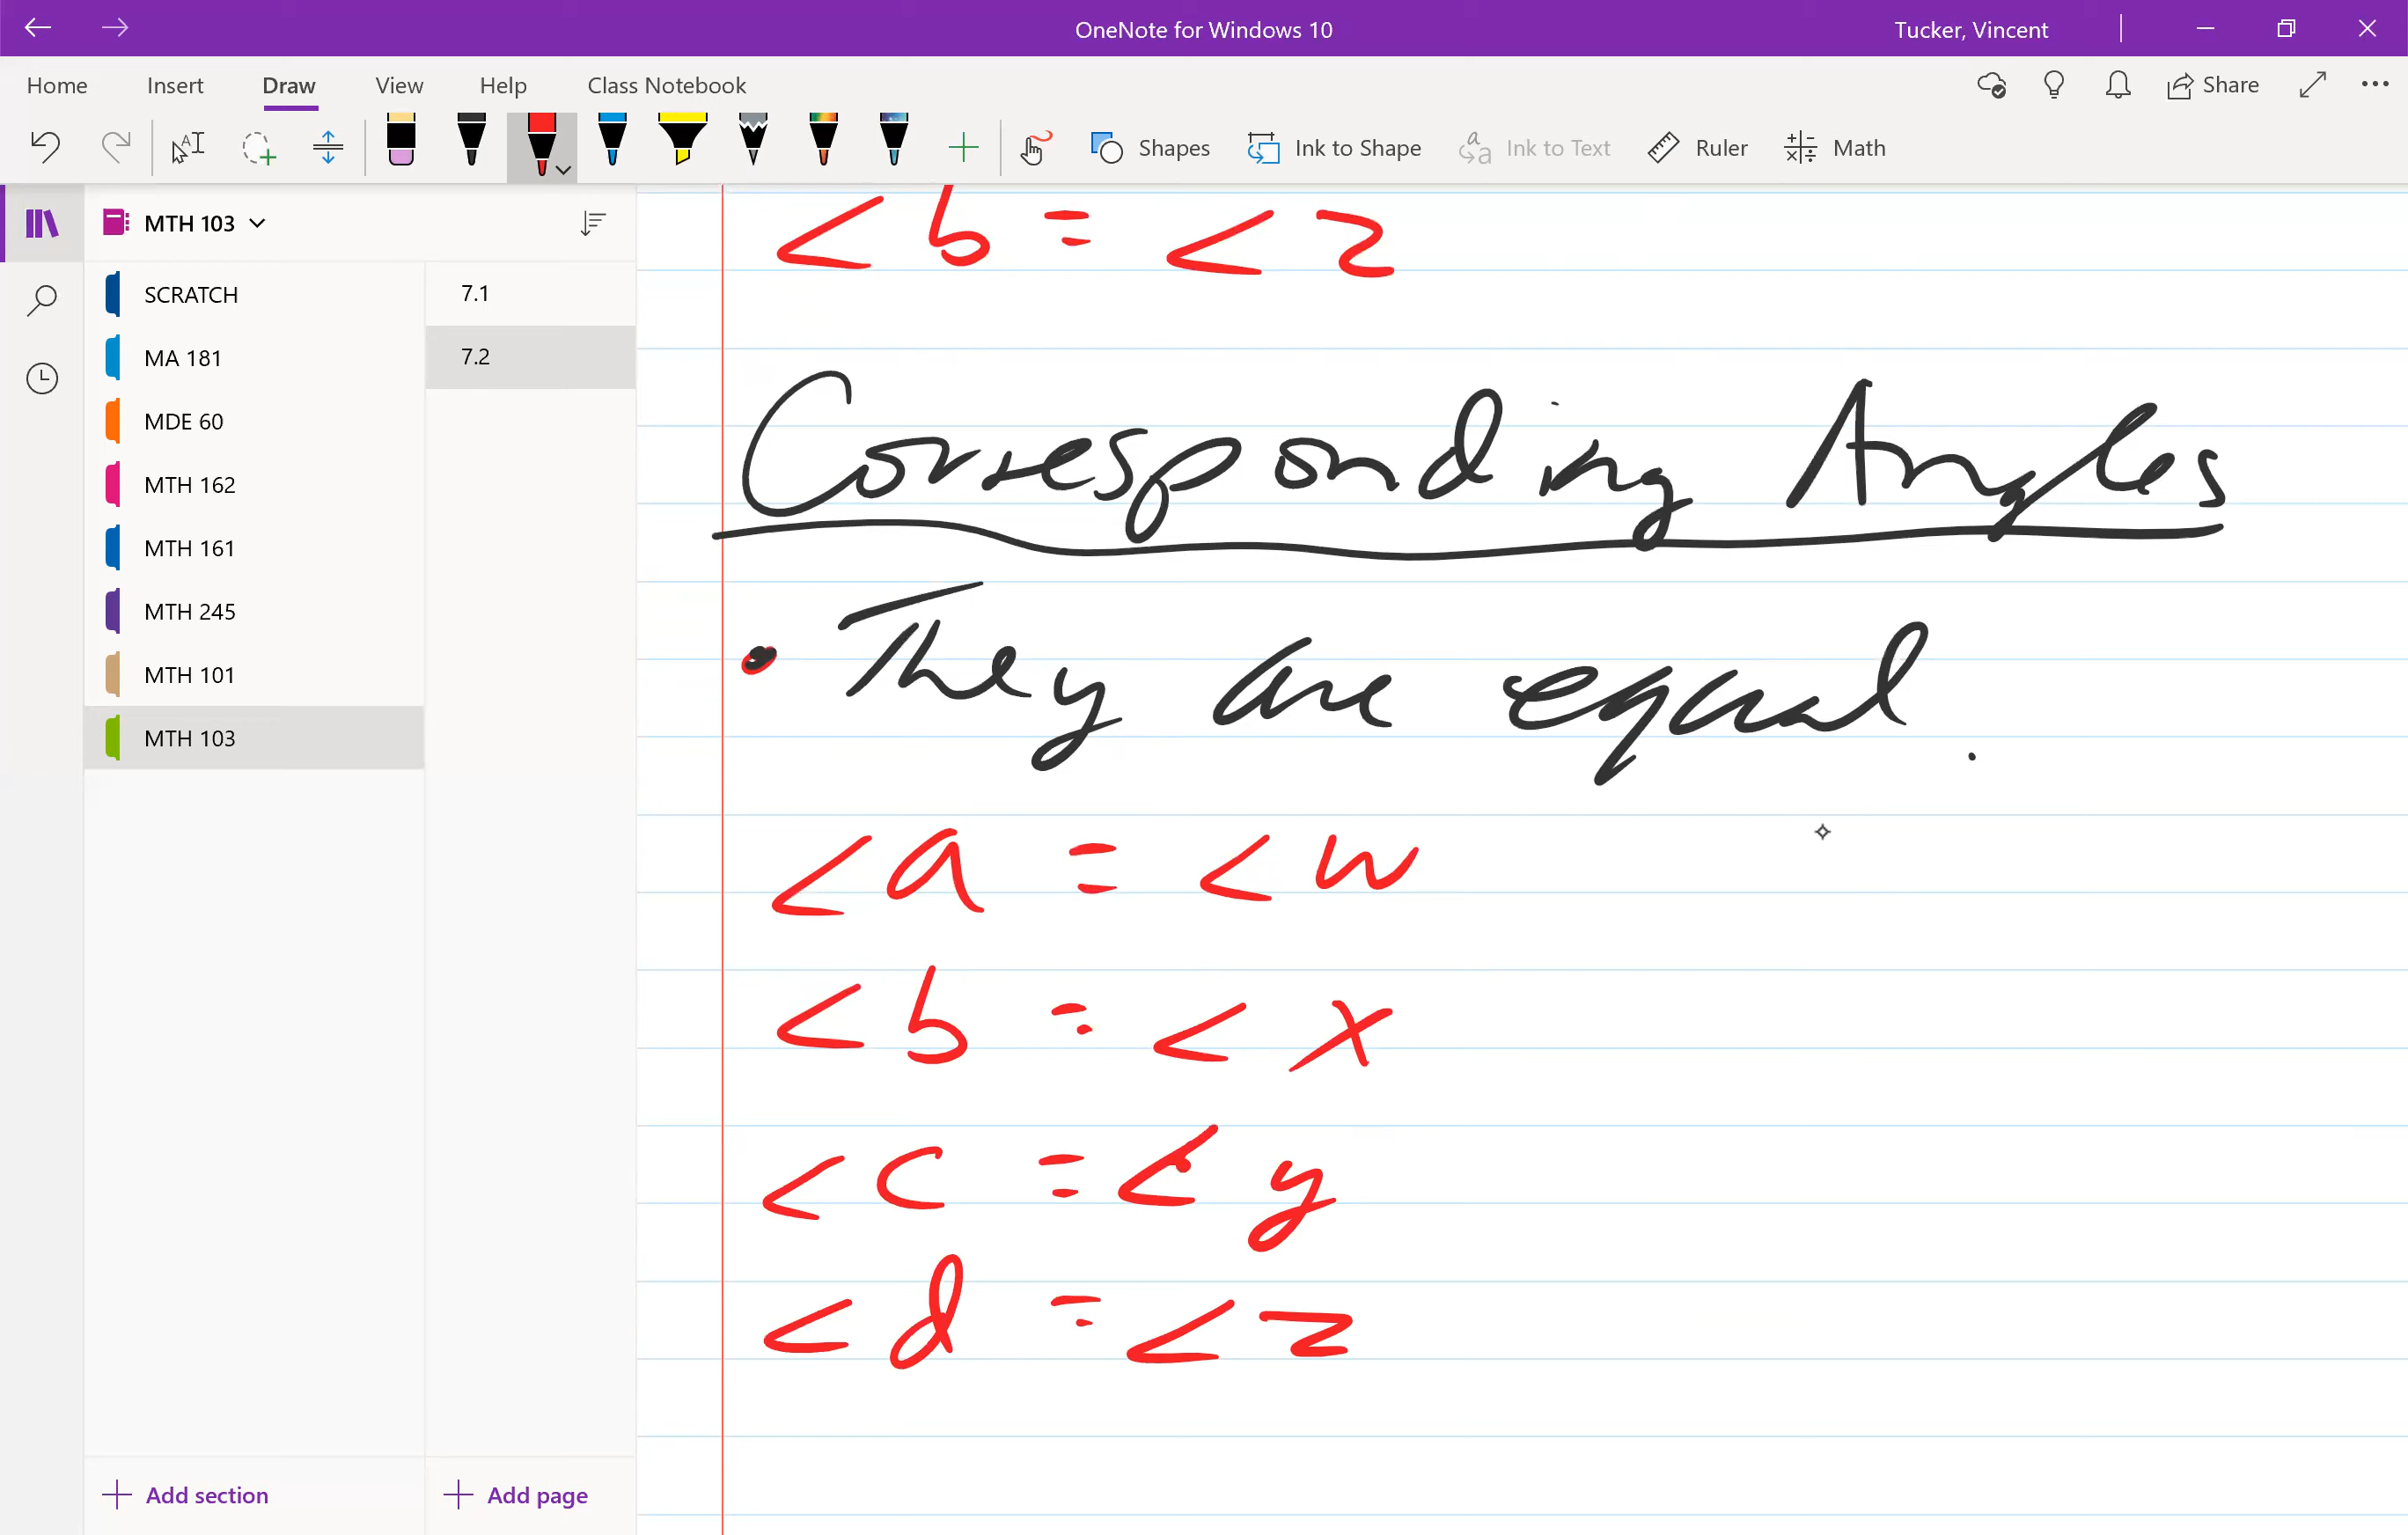 OneNote for Windows 10
Tucker, Vincent
Home Insert Draw View Help Class Notebook
Share
Shapes Ink to Shape Ink to Text Ruler Math
MTH 103
SCRATCH
MA 181
MDE 60
MTH 162
MTH 161
MTH 245
MTH 101
MTH 103
7.1
7.2
Add section
Add page
< b = < z
Corresponding Angles
• They are equal.
< a = < w
< b = < x
< c = < y
< d = < z